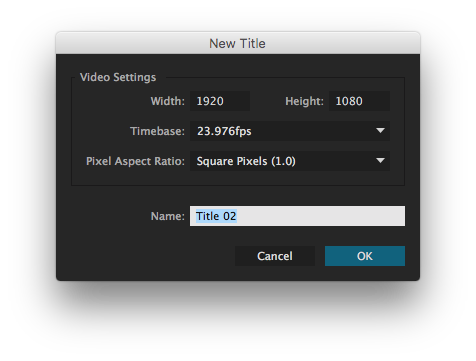 New Title
Video Settings
Width: 1920 Height: 1080
Timebase: 23.976fps
Pixel Aspect Ratio: Square Pixels (1.0)
Name: Title 02
Cancel OK